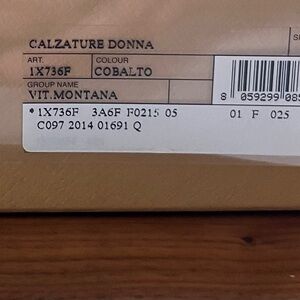 CALZATURE DONNA
ART. COLOUR
1X736F COBALTO
GROUP NAME
VIT.MONTANA
8 059299 08
* 1X736F 3A6F F0215 05 01 F 025
C097 2014 01691 Q